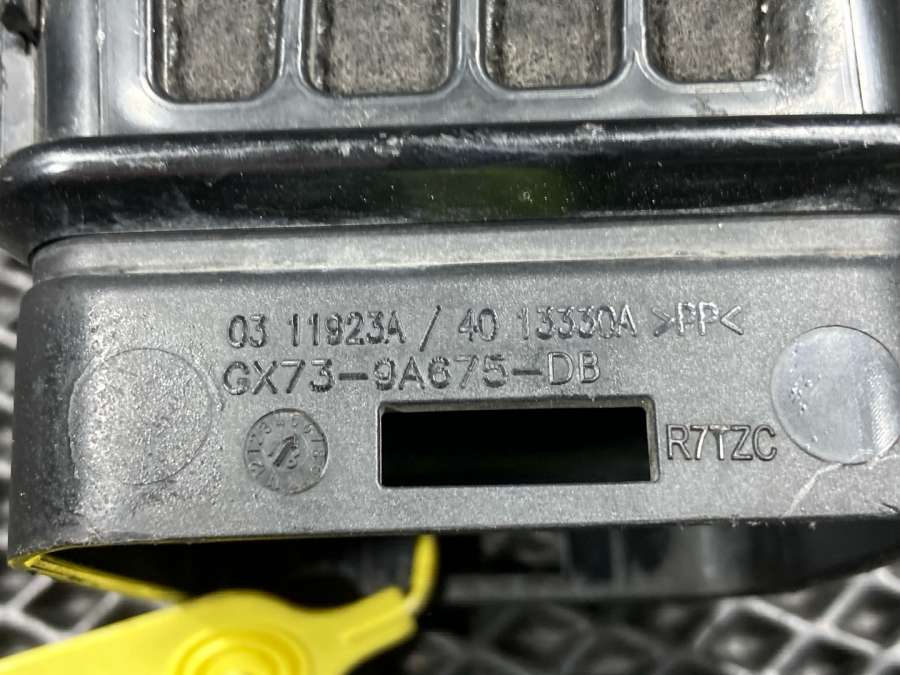 03 11923A / 40 13330A >PP<
GX73-9A675-DB
R7TZC